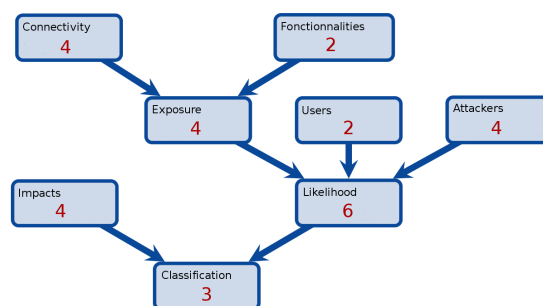 Connectivity
4
Fonctionnalities
2
Exposure
4
Users
2
Attackers
4
Impacts
4
Likelihood
6
Classification
3